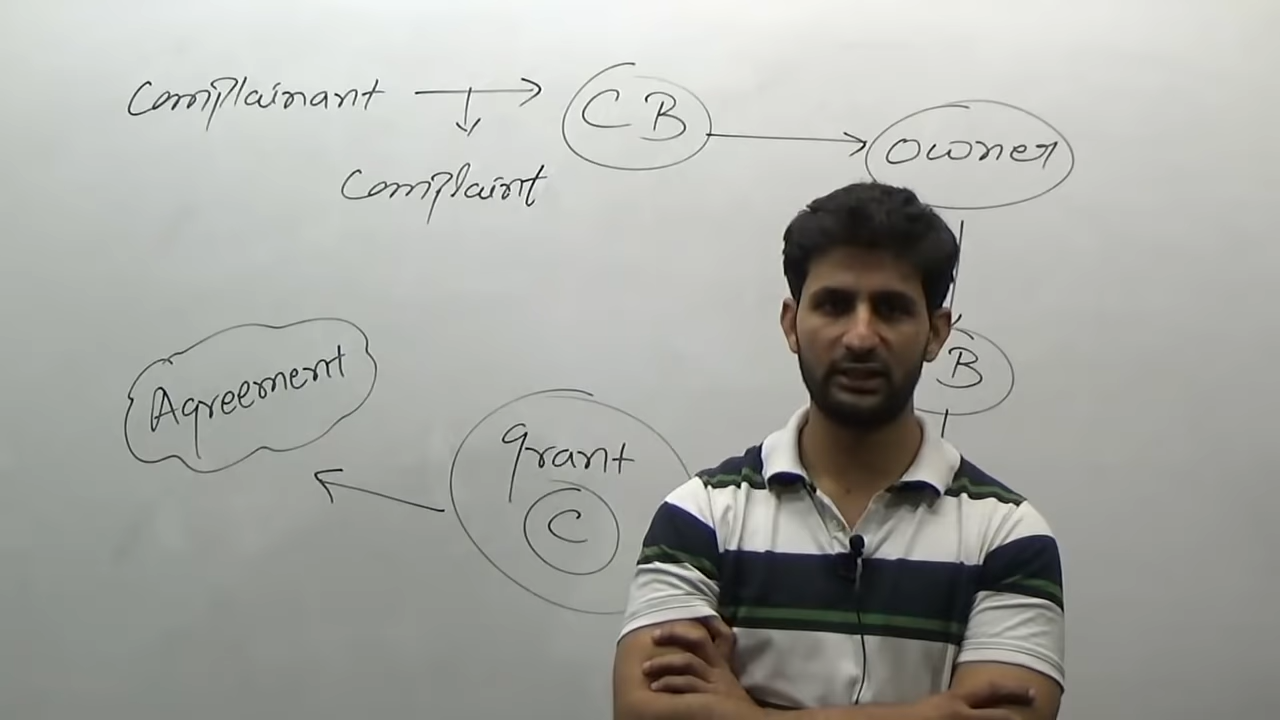 Complainant
CB
Complaint
owner
B
Agreement
grant
C